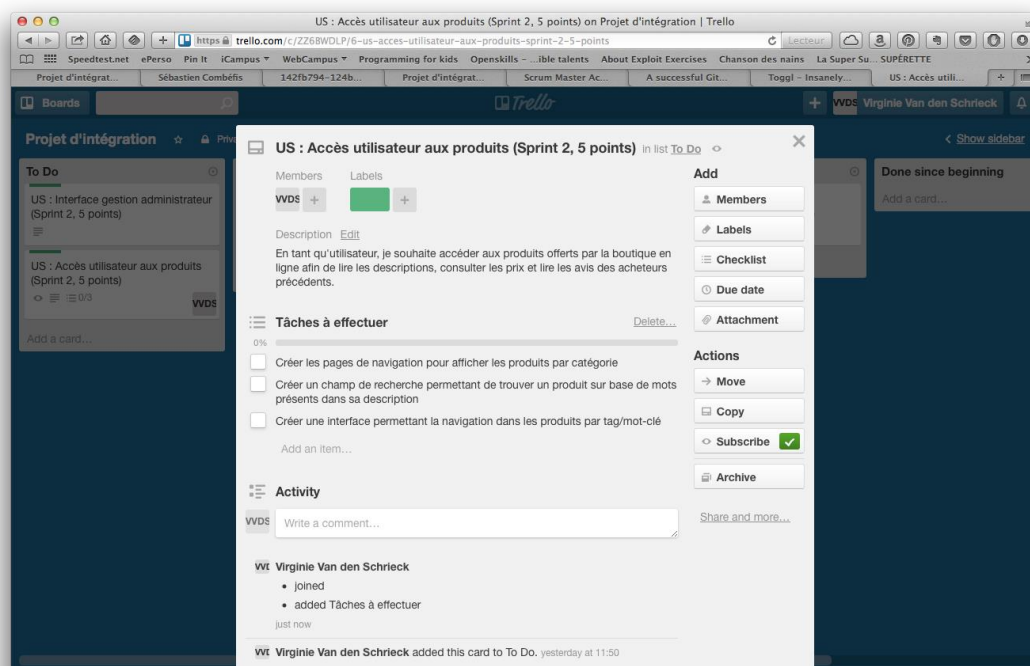 US : Accès utilisateur aux produits (Sprint 2, 5 points) on Projet d'intégration | Trello
https trello.com/c/ZZ6BWDLP/6-us-acces-utilisateur-aux-produits-sprint-2-5-points
Lecteur
Speedtest.net ePerso Pin It iCampus WebCampus Programming for kids Openskills - ...ible talents About Exploit Exercises Chanson des nains La Super Su... SUPÉRETTE
Projet d'intégrat... Sébastien Combéfis 142fb794-124b... Projet d'intégrat... Scrum Master Ac... A successful Git... Toggl - Insanely... US : Accès utili...
Boards
Trello
VVDS Virginie Van den Schrieck
Projet d'intégration
Priv
Show sidebar
To Do
US : Interface gestion administrateur
(Sprint 2, 5 points)
US : Accès utilisateur aux produits
(Sprint 2, 5 points)
0/3
VVDS
Add a card...
US : Accès utilisateur aux produits (Sprint 2, 5 points) in list To Do
Members Labels
VVDS
Description Edit
En tant qu'utilisateur, je souhaite accéder aux produits offerts par la boutique en
ligne afin de lire les descriptions, consulter les prix et lire les avis des acheteurs
précédents.
Tâches à effectuer
Delete...
0%
Créer les pages de navigation pour afficher les produits par catégorie
Créer un champ de recherche permettant de trouver un produit sur base de mots
présents dans sa description
Créer une interface permettant la navigation dans les produits par tag/mot-clé
Add an item...
Activity
VVDS
Write a comment...
Virginie Van den Schrieck
joined
added Tâches à effectuer
just now
Virginie Van den Schrieck added this card to To Do. yesterday at 11:50
Add
Members
Labels
Checklist
Due date
Attachment
Actions
Move
Copy
Subscribe
Archive
Share and more...
Done since beginning
Add a card...